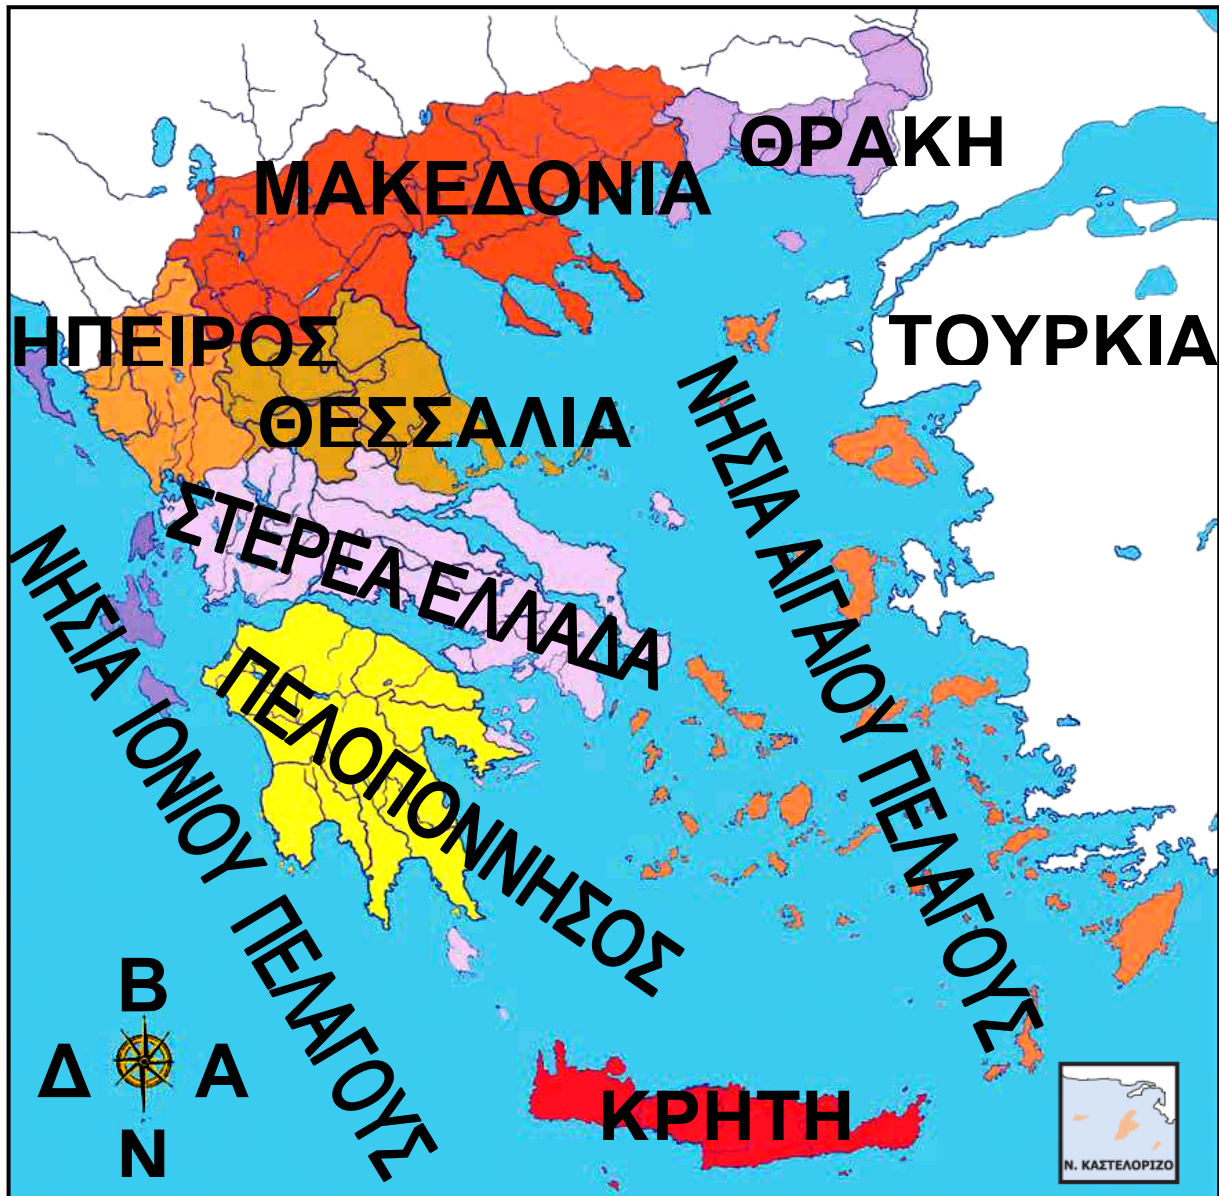 ΘΡΑΚΗ
ΜΑΚΕΔΟΝΙΑ
ΗΠΕΙΡΟΣ
ΤΟΥΡΚΙΑ
ΘΕΣΣΑΛΙΑ
ΝΗΣΙΑ ΑΙΓΑΙΟΥ ΠΕΛΑΓΟΥΣ
ΣΤΕΡΕΑ ΕΛΛΑΔΑ
ΝΗΣΙΑ ΙΟΝΙΟΥ ΠΕΛΑΓΟΥΣ
ΠΕΛΟΠΟΝΝΗΣΟΣ
Β
Δ Α
Ν
ΚΡΗΤΗ
Ν. ΚΑΣΤΕΛΟΡΙΖΟ